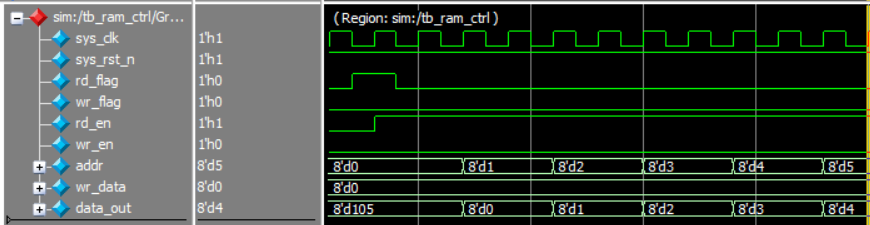 sim:/tb_ram_ctrl/Gr... (Region: sim:/tb_ram_ctrl )
sys_clk 1'h1
sys_rst_n 1'h1
rd_flag 1'h0
wr_flag 1'h0
rd_en 1'h1
wr_en 1'h0
addr 8'd5 8'd0 8'd1 8'd2 8'd3 8'd4 8'd5
wr_data 8'd0 8'd0
data_out 8'd4 8'd105 8'd0 8'd1 8'd2 8'd3 8'd4